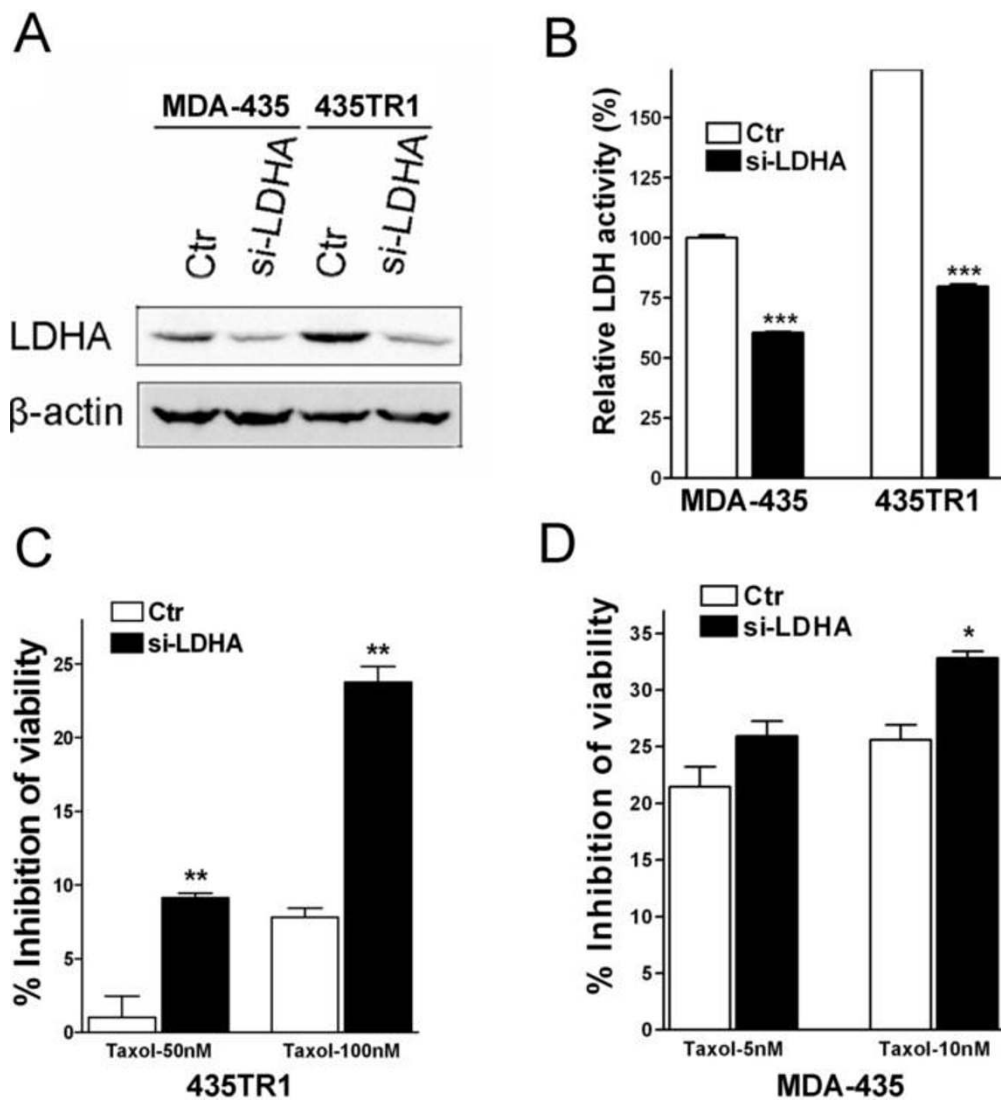 A
MDA-435 435TR1
Ctr si-LDHA Ctr si-LDHA
LDHA
β-actin
B
Relative LDH activity (%)
150
125
100
75
50
25
0
Ctr
si-LDHA
***
***
MDA-435 435TR1
C
% Inhibition of viability
25
20
15
10
5
0
Ctr
si-LDHA
**
**
Taxol-50nM Taxol-100nM
435TR1
D
% Inhibition of viability
35
30
25
20
15
10
5
0
Ctr
si-LDHA
*
Taxol-5nM Taxol-10nM
MDA-435